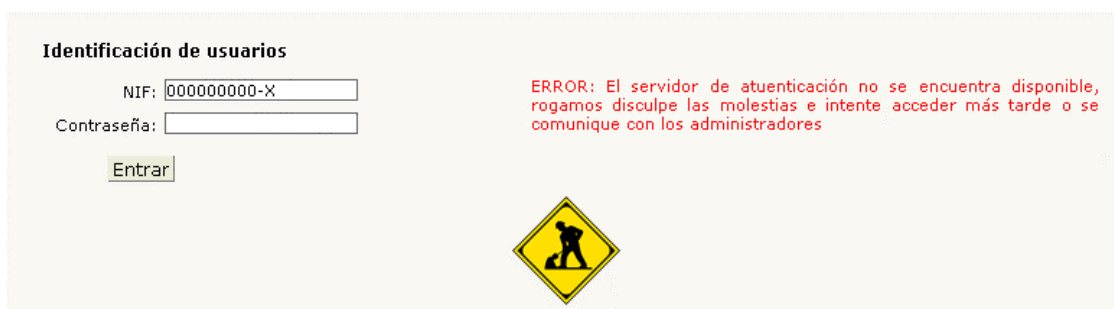 Identificación de usuarios
NIF: 000000000-X
Contraseña:
Entrar
ERROR: El servidor de atuenticación no se encuentra disponible,
rogamos disculpe las molestias e intente acceder más tarde o se
comunique con los administradores